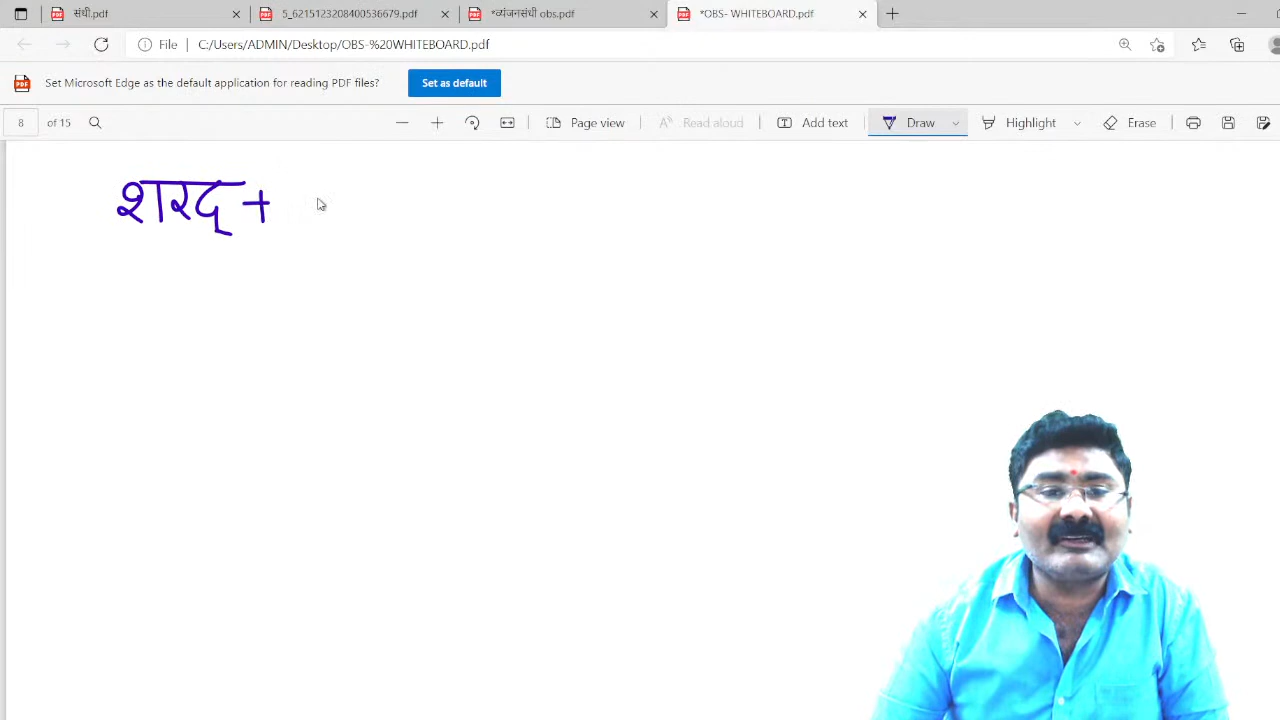 संधी.pdf
5_6215123208400536679.pdf
*व्यंजनसंधी obs.pdf
*OBS- WHITEBOARD.pdf
File C:/Users/ADMIN/Desktop/OBS-%20WHITEBOARD.pdf
Set Microsoft Edge as the default application for reading PDF files? Set as default
8 of 15 Page view Read aloud Add text Draw Highlight Erase
शरद् +